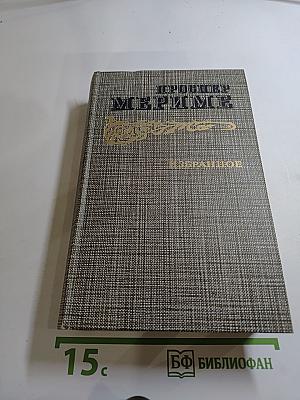 ПРОСПЕР
МЕРИМЕ
ИЗБРАННОЕ
15с
БФ БИБЛИОФАН